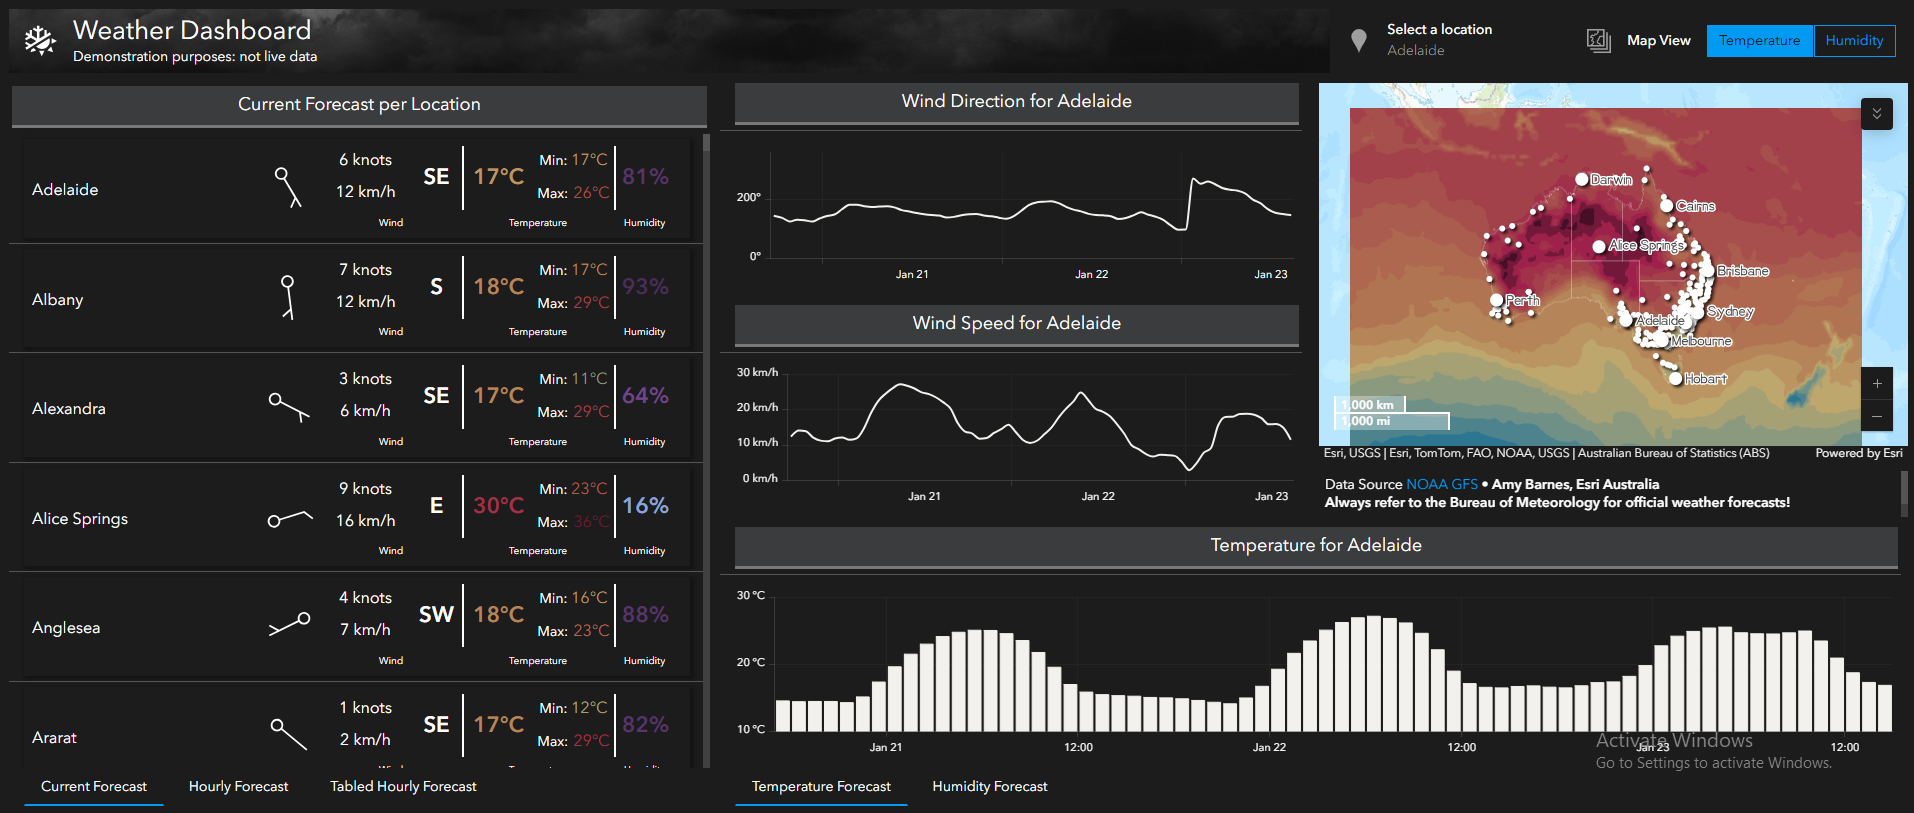 Weather Dashboard
Demonstration purposes: not live data
Select a location
Adelaide
Map View
Temperature
Humidity
Current Forecast per Location
Adelaide
6 knots
12 km/h
Wind
SE
17°C
Min: 17°C
Max: 26°C
Temperature
81%
Humidity
Albany
7 knots
12 km/h
Wind
S
18°C
Min: 17°C
Max: 29°C
Temperature
93%
Humidity
Alexandra
3 knots
6 km/h
Wind
SE
17°C
Min: 11°C
Max: 29°C
Temperature
64%
Humidity
Alice Springs
9 knots
16 km/h
Wind
E
30°C
Min: 23°C
Max: 36°C
Temperature
16%
Humidity
Anglesea
4 knots
7 km/h
Wind
SW
18°C
Min: 16°C
Max: 23°C
Temperature
88%
Humidity
Ararat
1 knots
2 km/h
SE
17°C
Min: 12°C
Max: 29°C
82%
Current Forecast
Hourly Forecast
Tabled Hourly Forecast
Wind Direction for Adelaide
200°
0°
Jan 21
Jan 22
Jan 23
Wind Speed for Adelaide
30 km/h
20 km/h
10 km/h
0 km/h
Jan 21
Jan 22
Jan 23
Darwin
Cairns
Alice Springs
Brisbane
Perth
Sydney
Adelaide
Melbourne
Hobart
1,000 km
1,000 mi
+
−
Esri, USGS | Esri, TomTom, FAO, NOAA, USGS | Australian Bureau of Statistics (ABS)
Powered by Esri
Data Source NOAA GFS • Amy Barnes, Esri Australia
Always refer to the Bureau of Meteorology for official weather forecasts!
Temperature for Adelaide
30 °C
20 °C
10 °C
Jan 21
12:00
Jan 22
12:00
Jan 23
12:00
Activate Windows
Go to Settings to activate Windows.
Temperature Forecast
Humidity Forecast